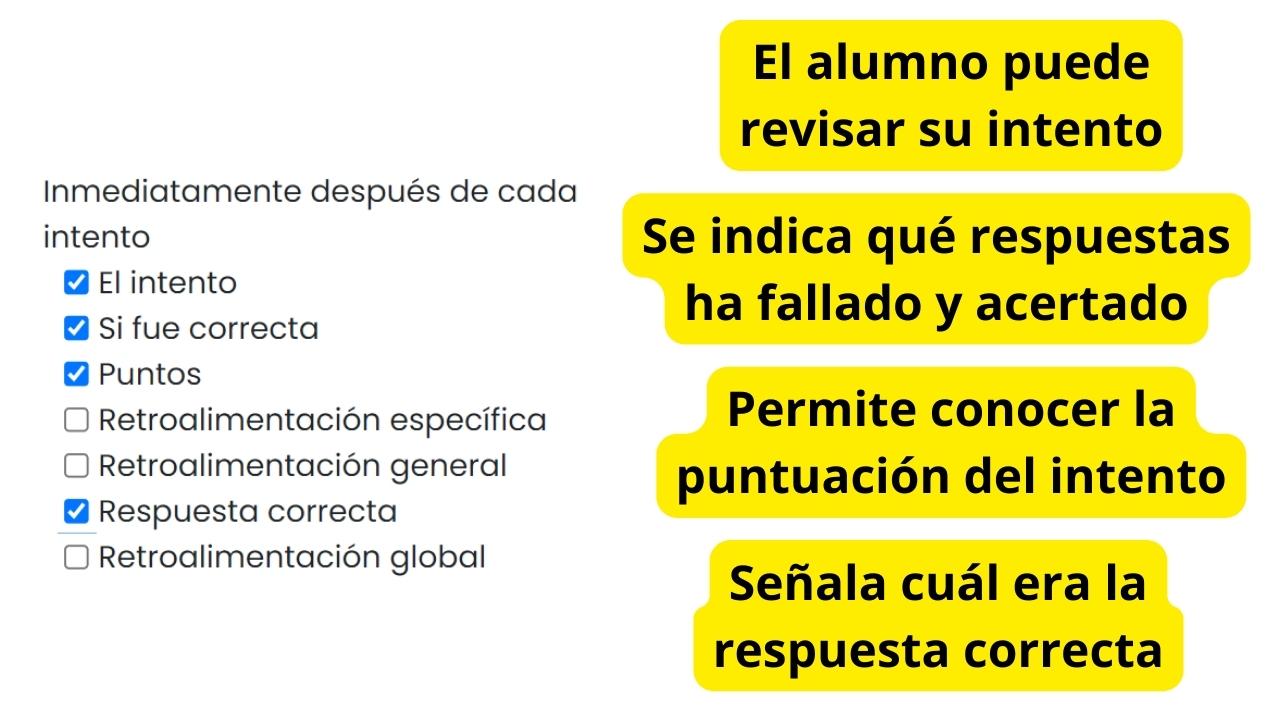 Inmediatamente después de cada
intento
El intento
Si fue correcta
Puntos
Retroalimentación específica
Retroalimentación general
Respuesta correcta
Retroalimentación global
El alumno puede
revisar su intento
Se indica qué respuestas
ha fallado y acertado
Permite conocer la
puntuación del intento
Señala cuál era la
respuesta correcta